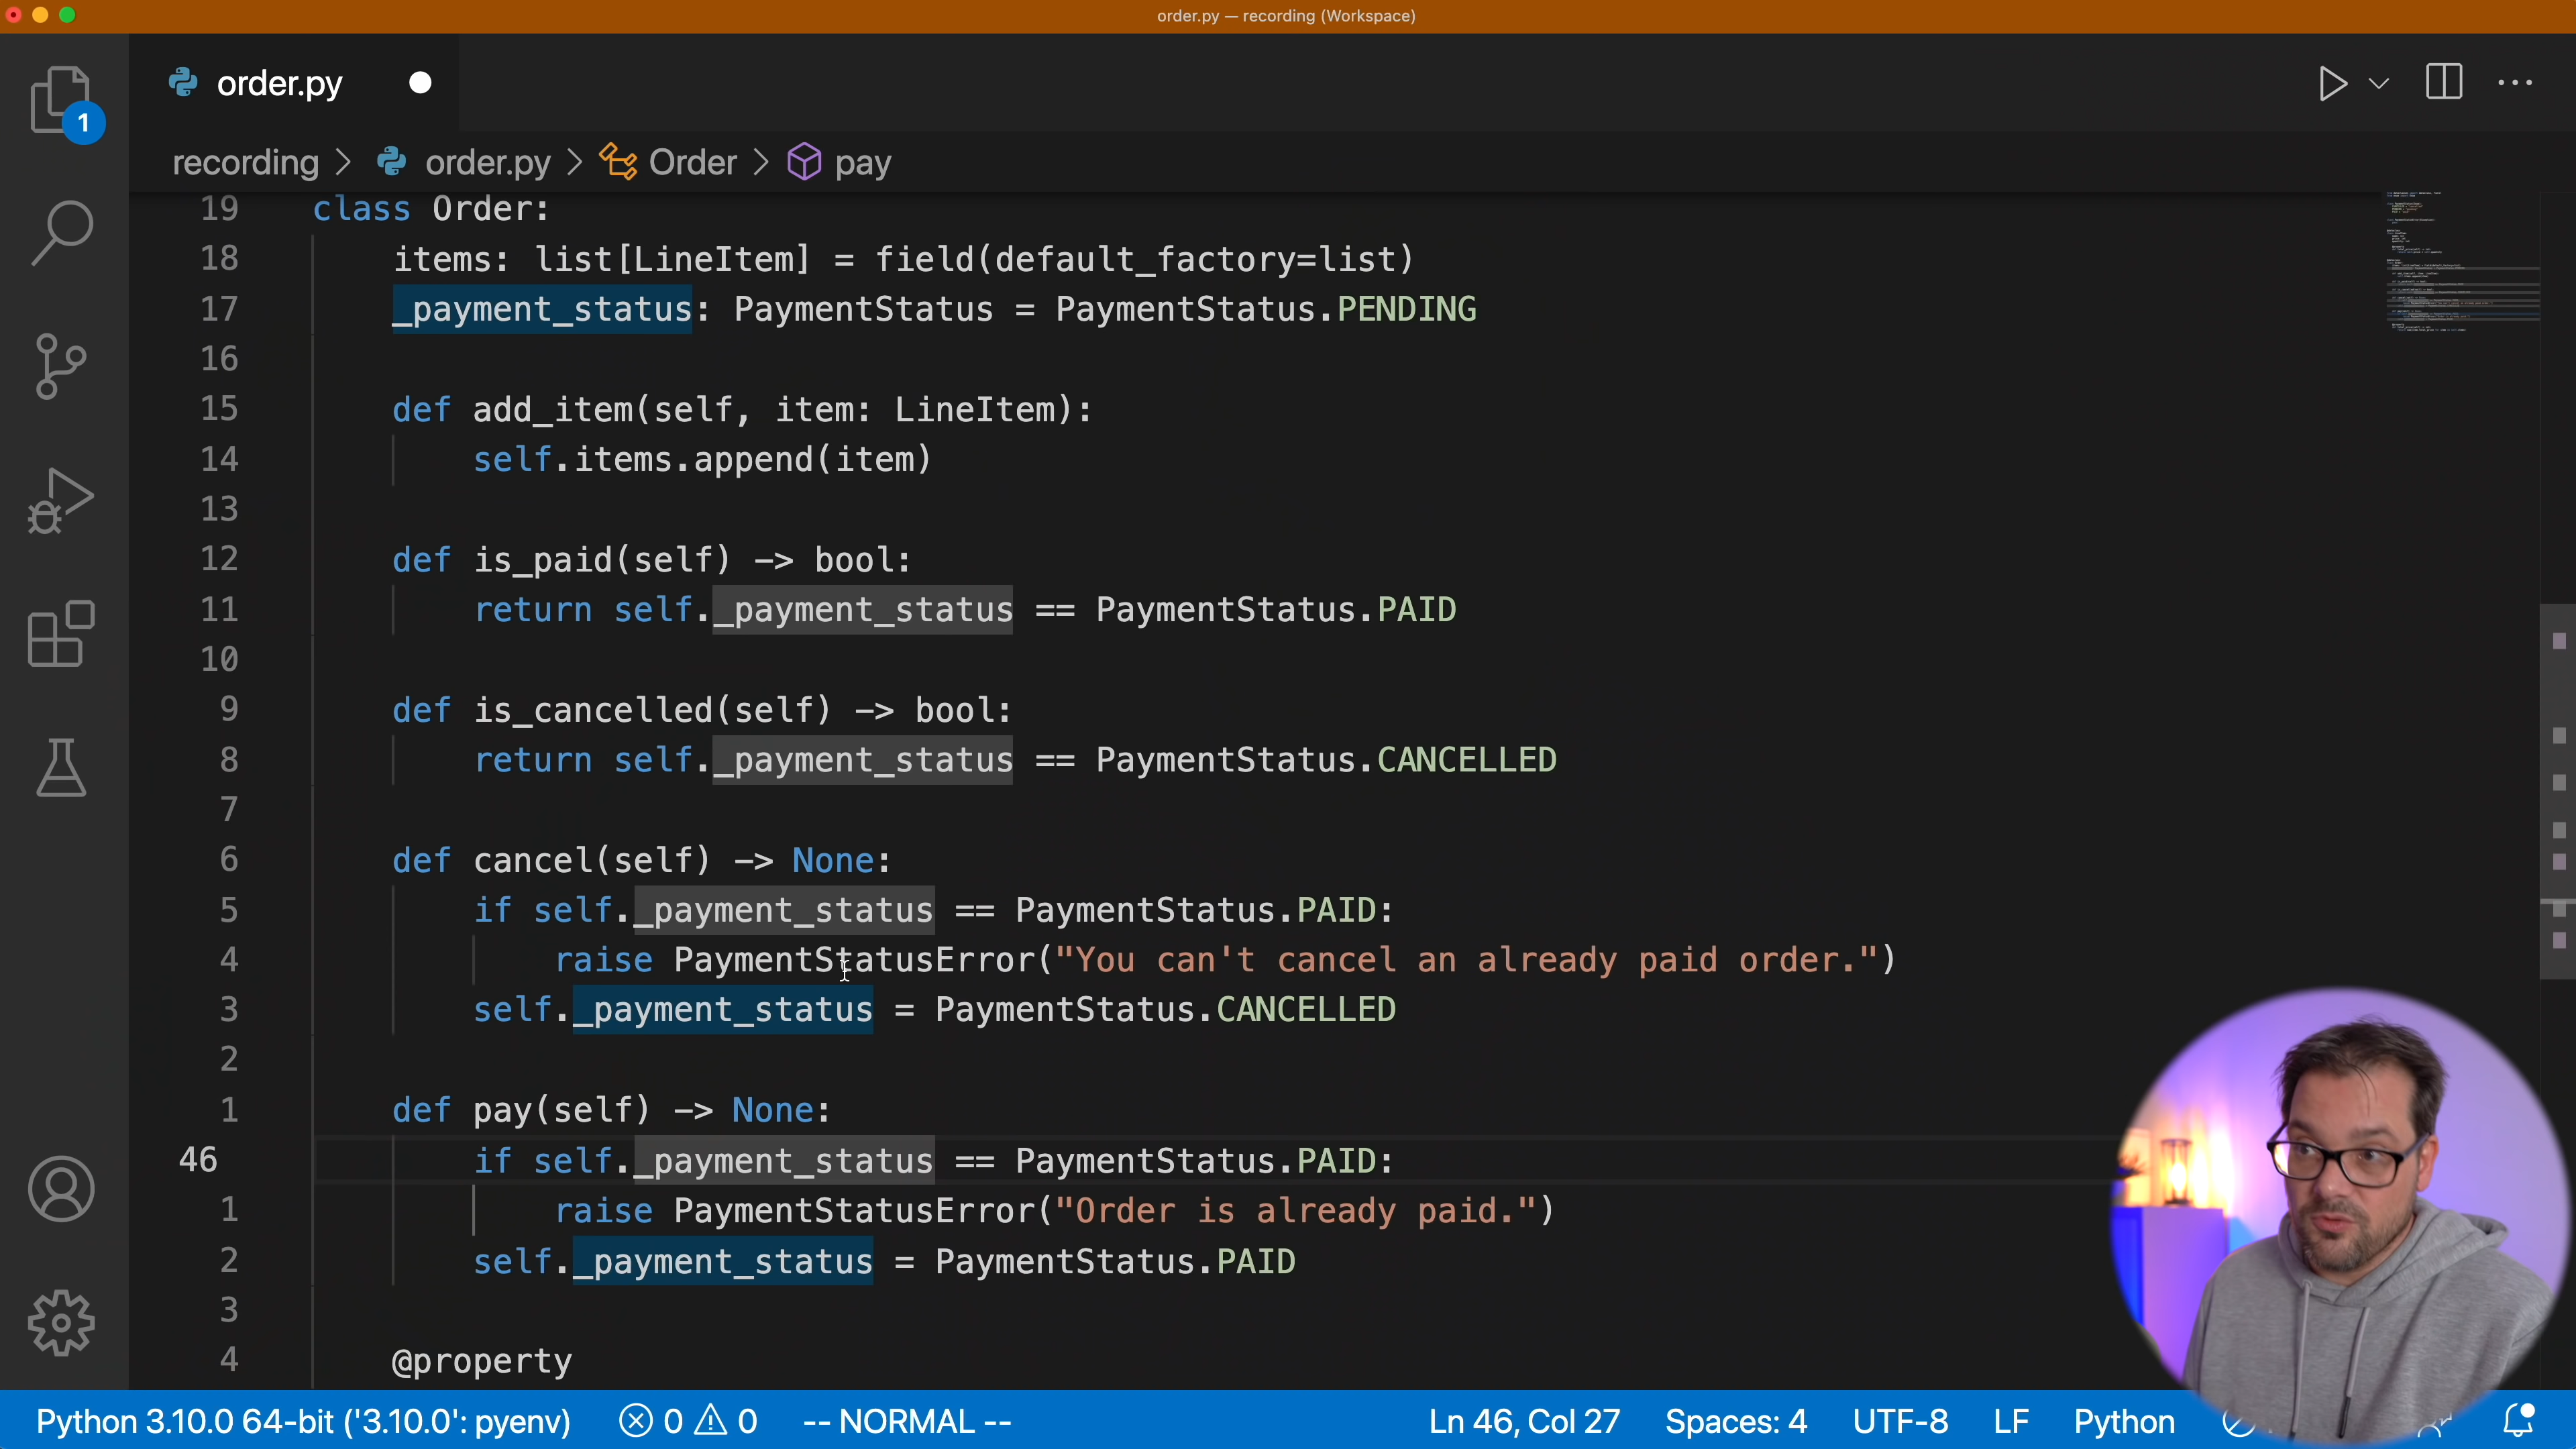 order.py — recording (Workspace)
order.py
1
recording > order.py > Order > pay
19 class Order:
18 items: list[LineItem] = field(default_factory=list)
17 _payment_status: PaymentStatus = PaymentStatus.PENDING
16
15 def add_item(self, item: LineItem):
14 self.items.append(item)
13
12 def is_paid(self) -> bool:
11 return self._payment_status == PaymentStatus.PAID
10
9 def is_cancelled(self) -> bool:
8 return self._payment_status == PaymentStatus.CANCELLED
7
6 def cancel(self) -> None:
5 if self._payment_status == PaymentStatus.PAID:
4 raise PaymentStatusError("You can't cancel an already paid order.")
3 self._payment_status = PaymentStatus.CANCELLED
2
1 def pay(self) -> None:
46 if self._payment_status == PaymentStatus.PAID:
1 raise PaymentStatusError("Order is already paid.")
2 self._payment_status = PaymentStatus.PAID
3
4 @property
Python 3.10.0 64-bit ('3.10.0': pyenv) 0 0 -- NORMAL -- Ln 46, Col 27 Spaces: 4 UTF-8 LF Python